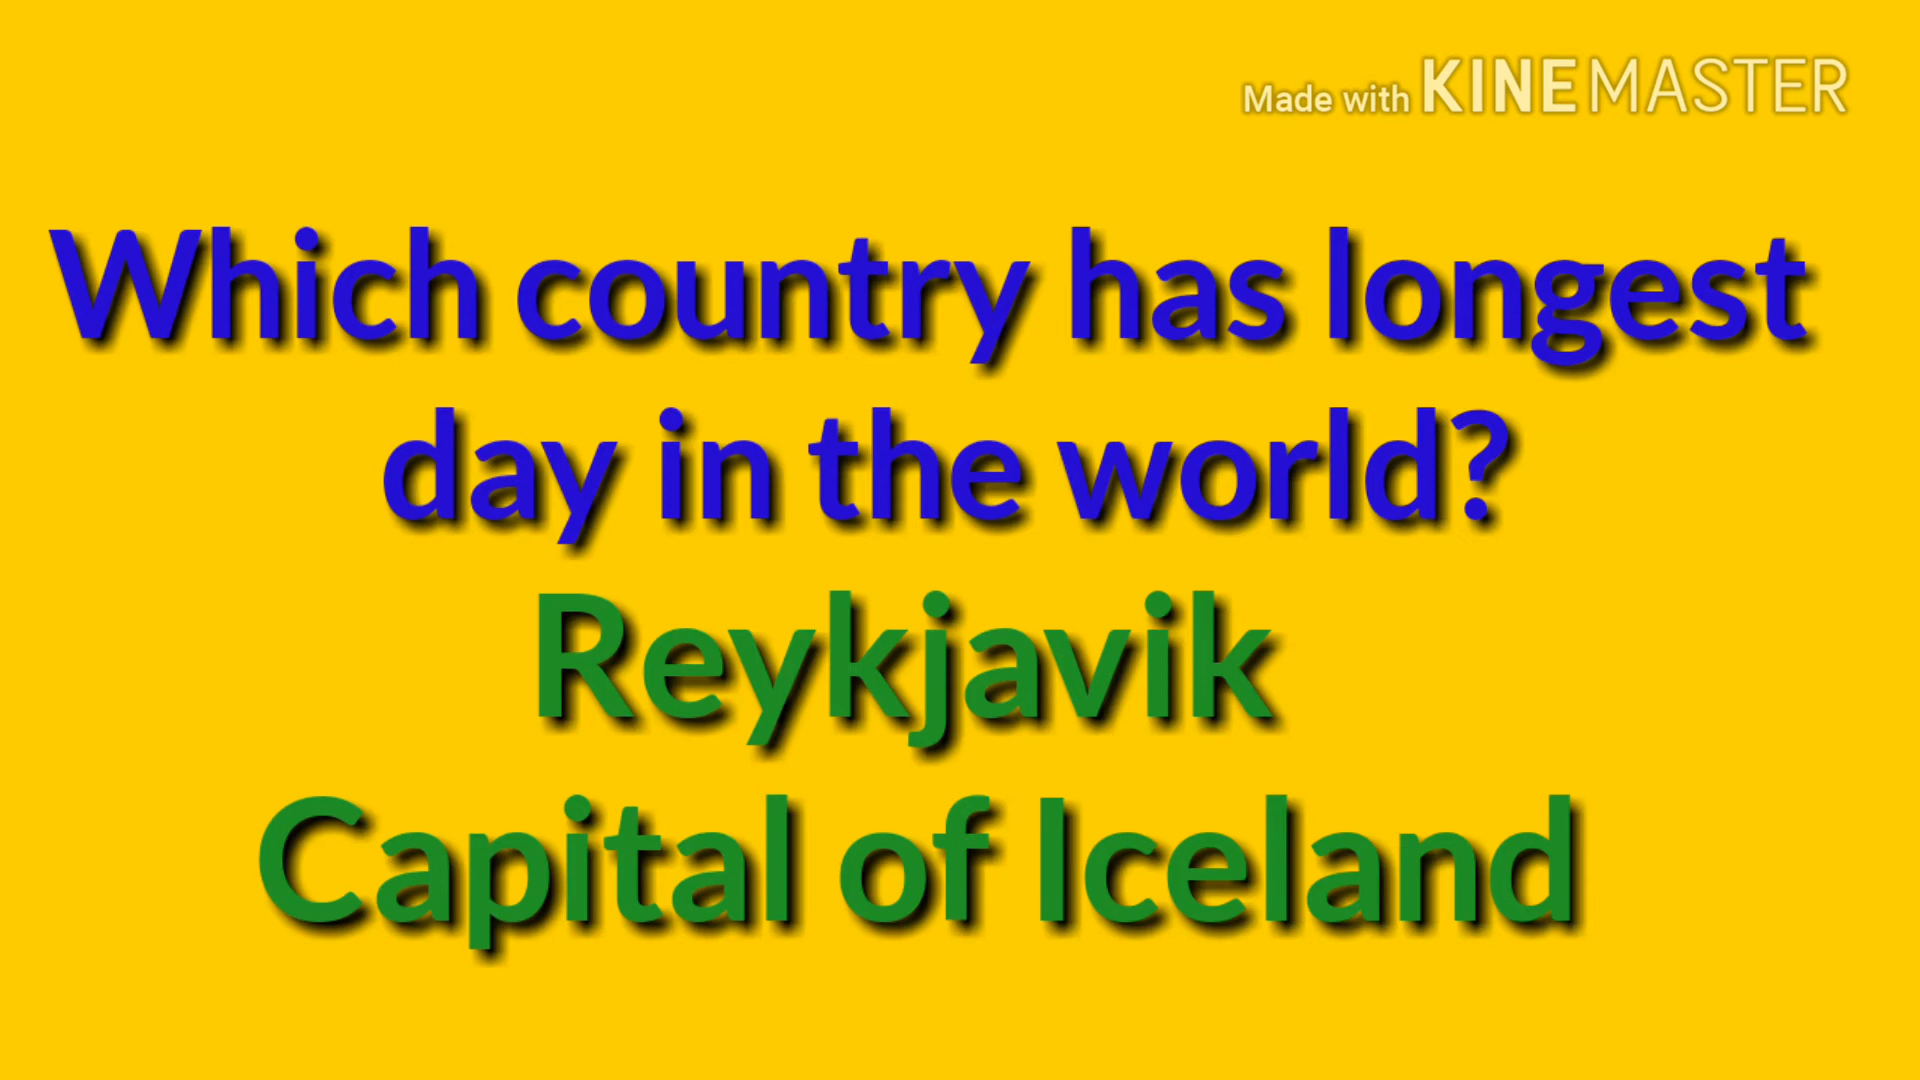 Made with KINEMASTER
Which country has longest
day in the world?
Reykjavik
Capital of Iceland